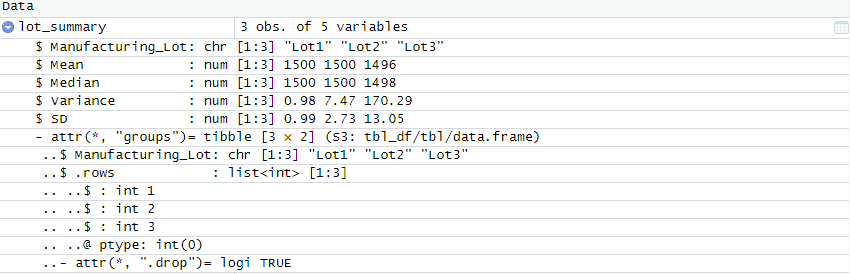 Data
lot_summary 3 obs. of 5 variables
$ Manufacturing_Lot: chr [1:3] "Lot1" "Lot2" "Lot3"
$ Mean : num [1:3] 1500 1500 1496
$ Median : num [1:3] 1500 1500 1498
$ Variance : num [1:3] 0.98 7.47 170.29
$ SD : num [1:3] 0.99 2.73 13.05
- attr(*, "groups")= tibble [3 × 2] (S3: tbl_df/tbl/data.frame)
..$ Manufacturing_Lot: chr [1:3] "Lot1" "Lot2" "Lot3"
..$ .rows : list<int> [1:3]
.. ..$ : int 1
.. ..$ : int 2
.. ..$ : int 3
.. ..@ ptype: int(0)
..- attr(*, ".drop")= logi TRUE